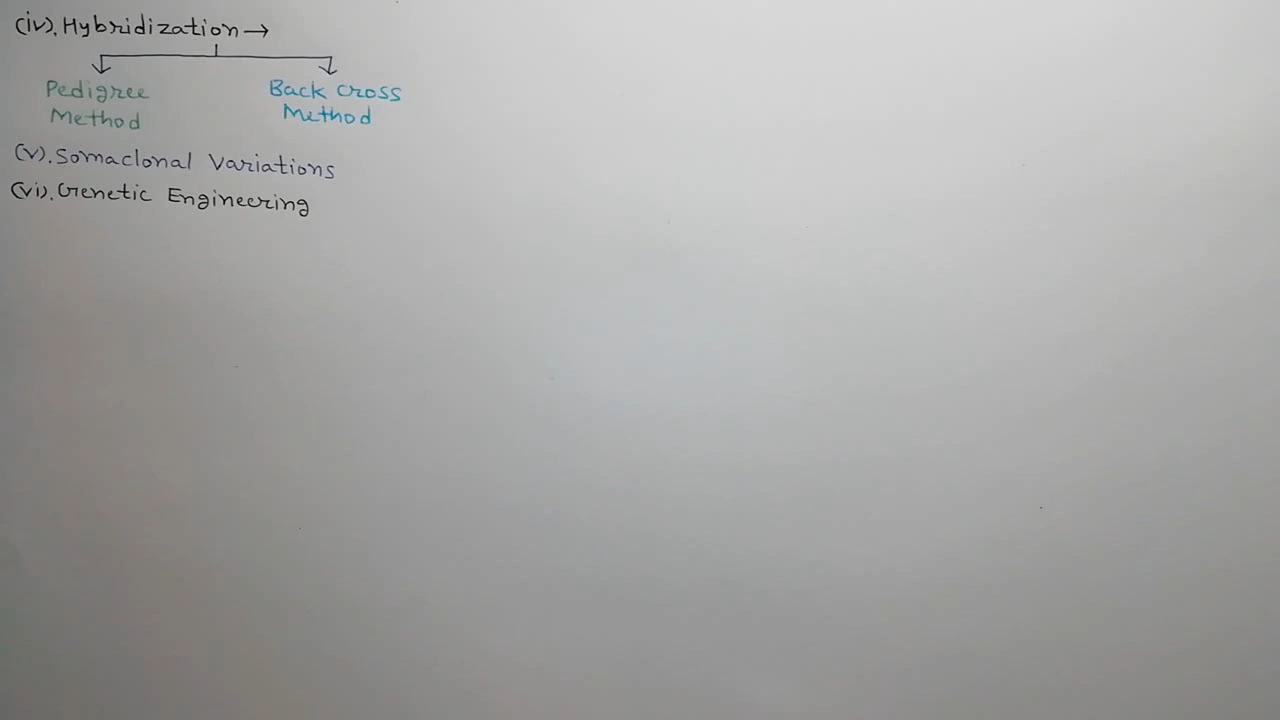 (iv). Hybridization →
Pedigree Method
Back Cross Method
(v). Somaclonal Variations
(vi). Genetic Engineering